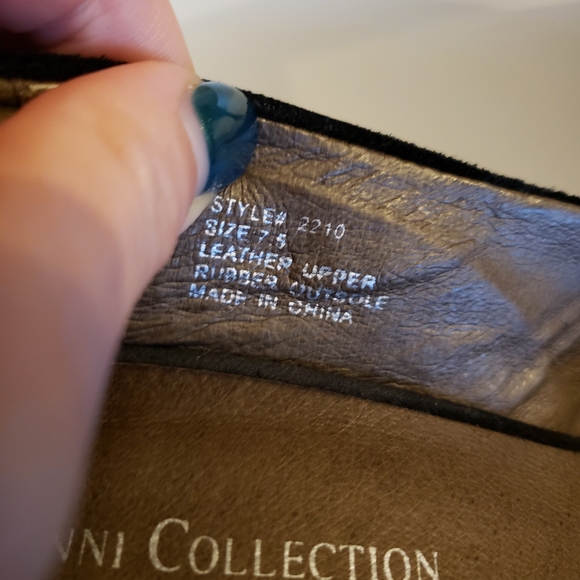 STYLE# 2210
SIZE 7.5
LEATHER UPPER
RUBBER OUTSOLE
MADE IN CHINA
NNI COLLECTION